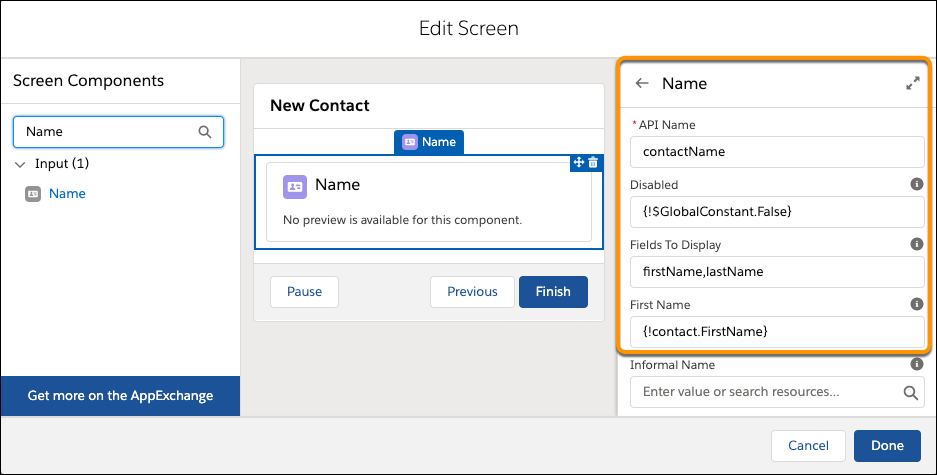 Edit Screen
Screen Components
Name
Input (1)
Name
Get more on the AppExchange
New Contact
Name
Name
No preview is available for this component.
Pause
Previous
Finish
Name
* API Name
contactName
Disabled
{!$GlobalConstant.False}
Fields To Display
firstName,lastName
First Name
{!contact.FirstName}
Informal Name
Enter value or search resources...
Cancel
Done